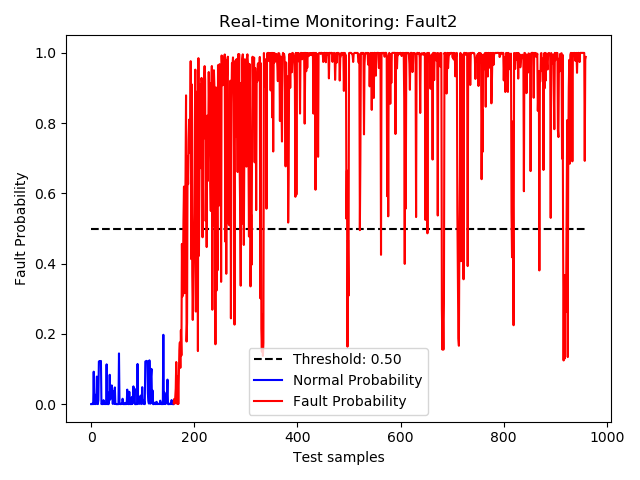 Real-time Monitoring: Fault2
Fault Probability
1.0
0.8
0.6
0.4
0.2
0.0
Threshold: 0.50
Normal Probability
Fault Probability
0
200
400
600
800
1000
Test samples